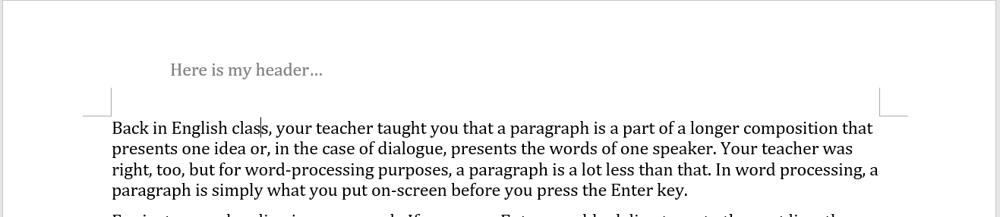 Here is my header…
Back in English class, your teacher taught you that a paragraph is a part of a longer composition that
presents one idea or, in the case of dialogue, presents the words of one speaker. Your teacher was
right, too, but for word-processing purposes, a paragraph is a lot less than that. In word processing, a
paragraph is simply what you put on-screen before you press the Enter key.